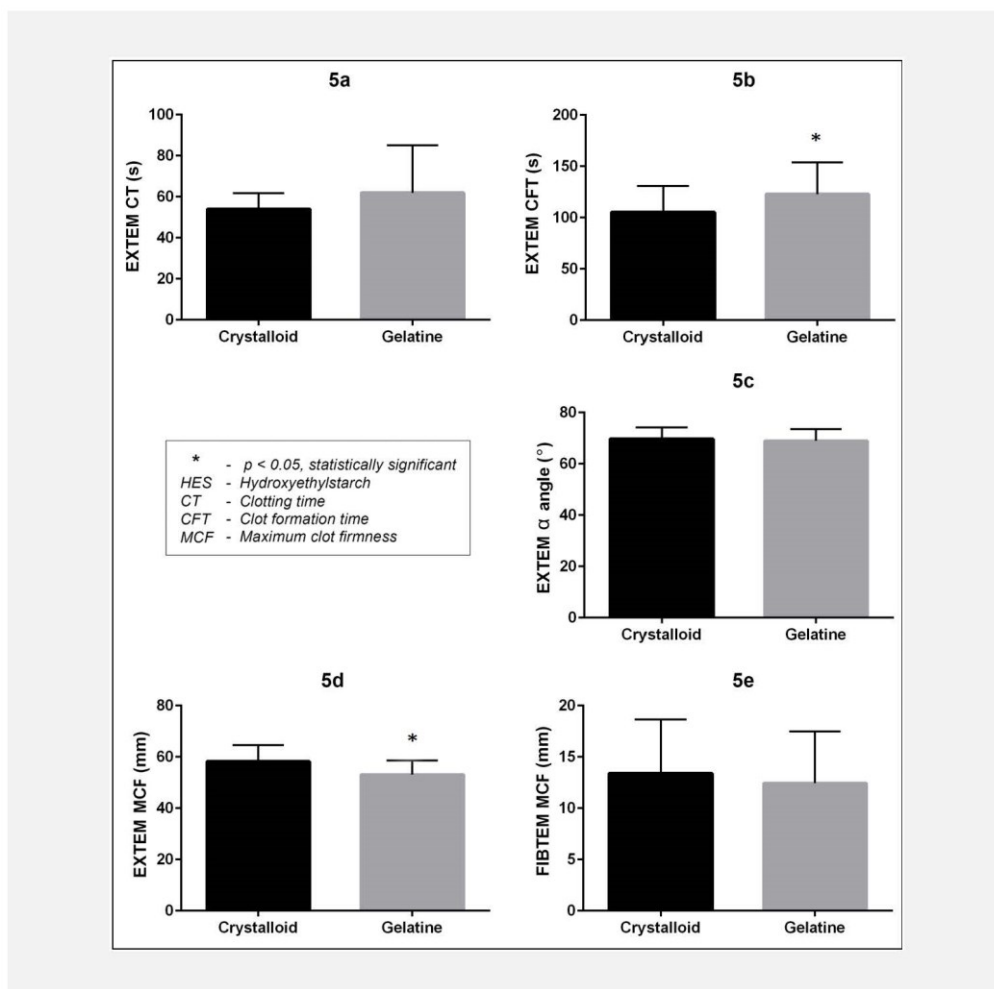 5a
EXTEM CT (s)
100
80
60
40
20
0
Crystalloid Gelatine
5b
EXTEM CFT (s)
200
150
100
50
0
*
Crystalloid Gelatine
5c
EXTEM α angle (°)
80
60
40
20
0
Crystalloid Gelatine
* - p < 0.05, statistically significant
HES - Hydroxyethylstarch
CT - Clotting time
CFT - Clot formation time
MCF - Maximum clot firmness
5d
EXTEM MCF (mm)
80
60
40
20
0
*
Crystalloid Gelatine
5e
FIBTEM MCF (mm)
20
15
10
5
0
Crystalloid Gelatine